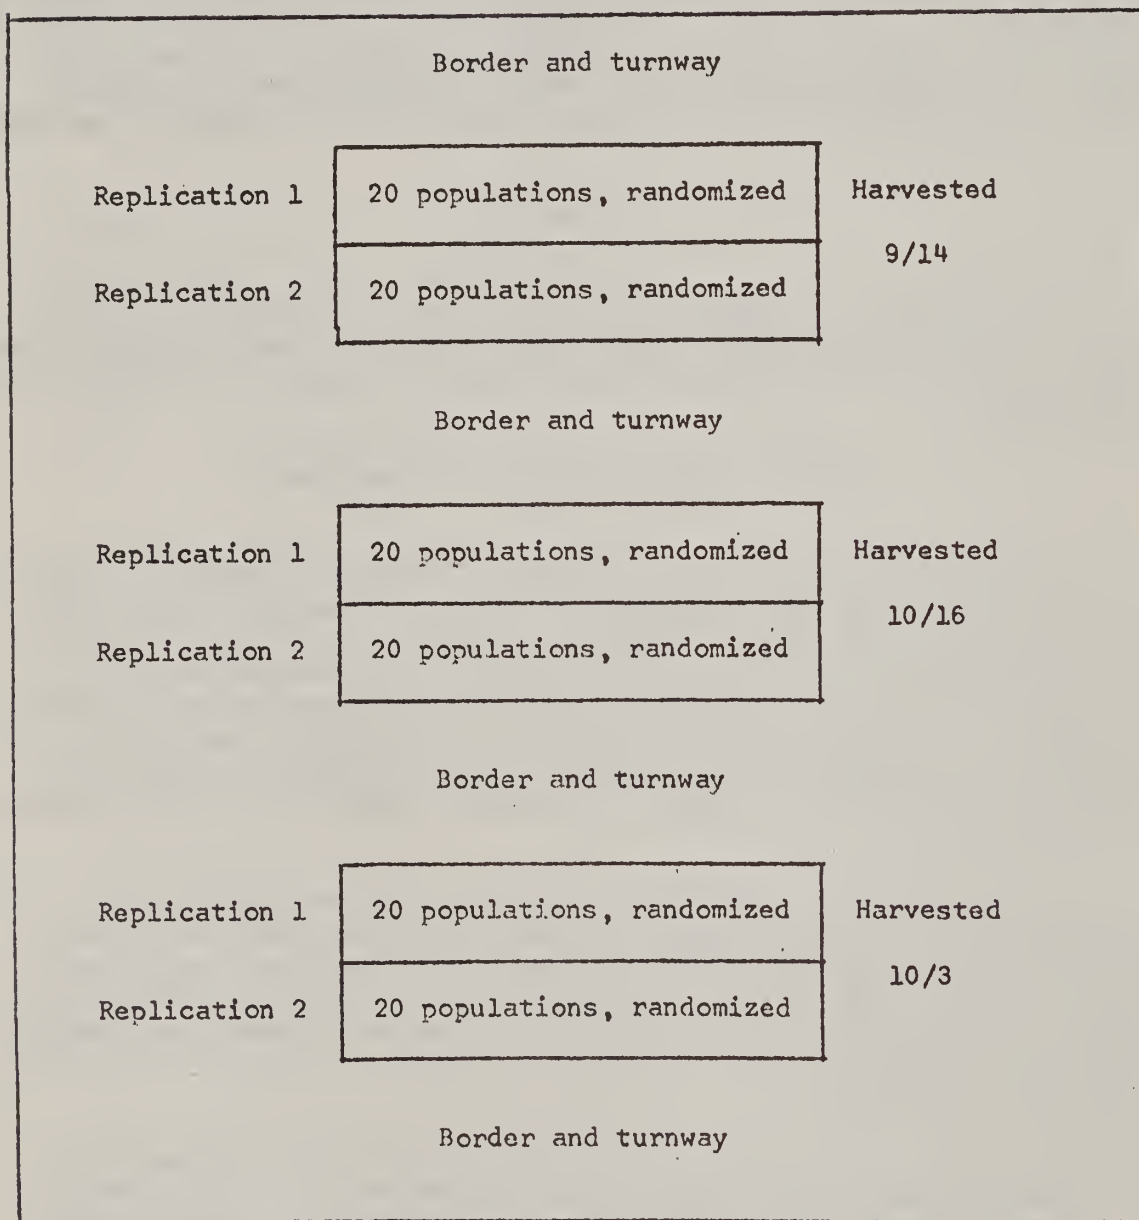 Border and turnway
Replication 1 20 populations, randomized Harvested
9/14
Replication 2 20 populations, randomized
Border and turnway
Replication 1 20 populations, randomized Harvested
10/16
Replication 2 20 populations, randomized
Border and turnway
Replication 1 20 populations, randomized Harvested
10/3
Replication 2 20 populations, randomized
Border and turnway